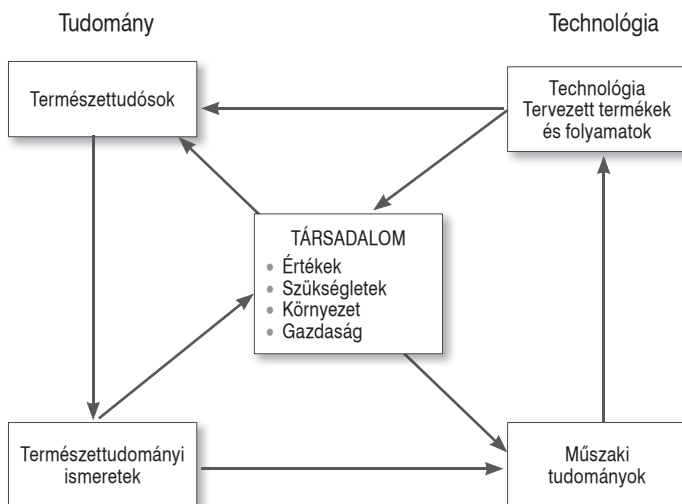 Tudomány
Technológia
Természettudósok
Technológia
Tervezett termékek
és folyamatok
TÁRSADALOM
• Értékek
• Szükségletek
• Környezet
• Gazdaság
Természettudományi
ismeretek
Műszaki
tudományok